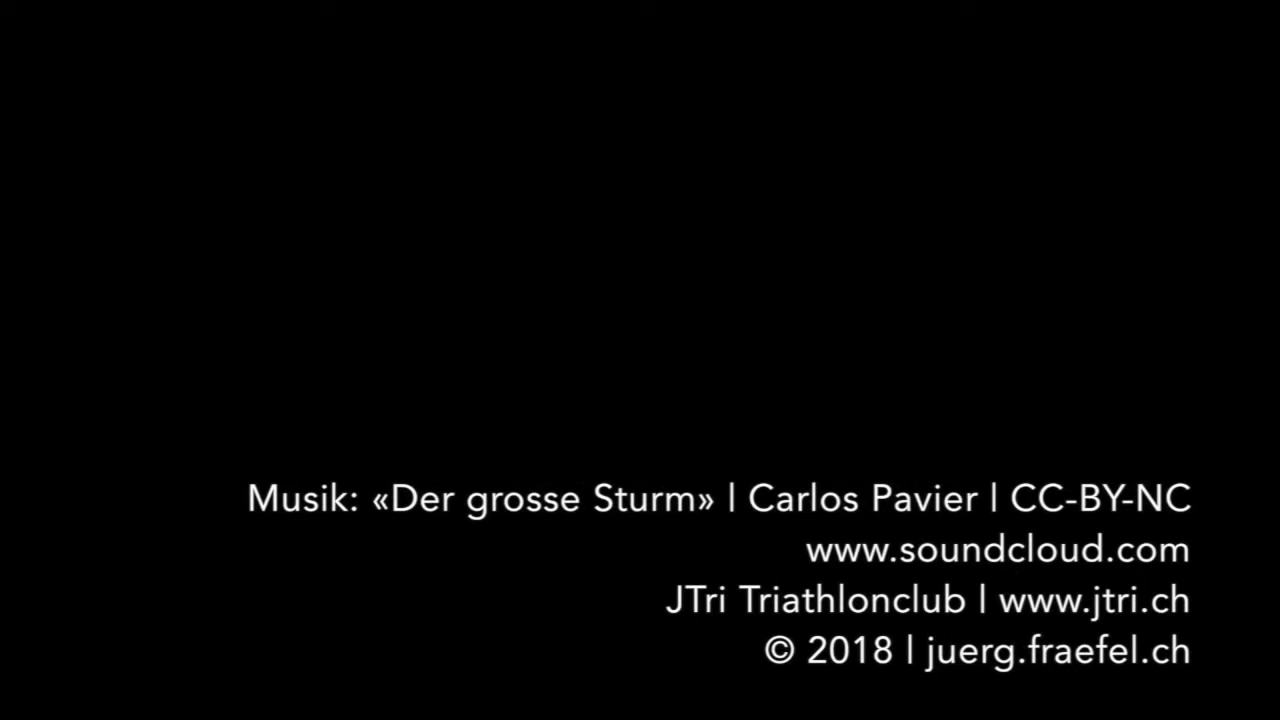 Musik: «Der grosse Sturm» | Carlos Pavier | CC-BY-NC
www.soundcloud.com
JTri Triathlonclub | www.jtri.ch
© 2018 | juerg.fraefel.ch